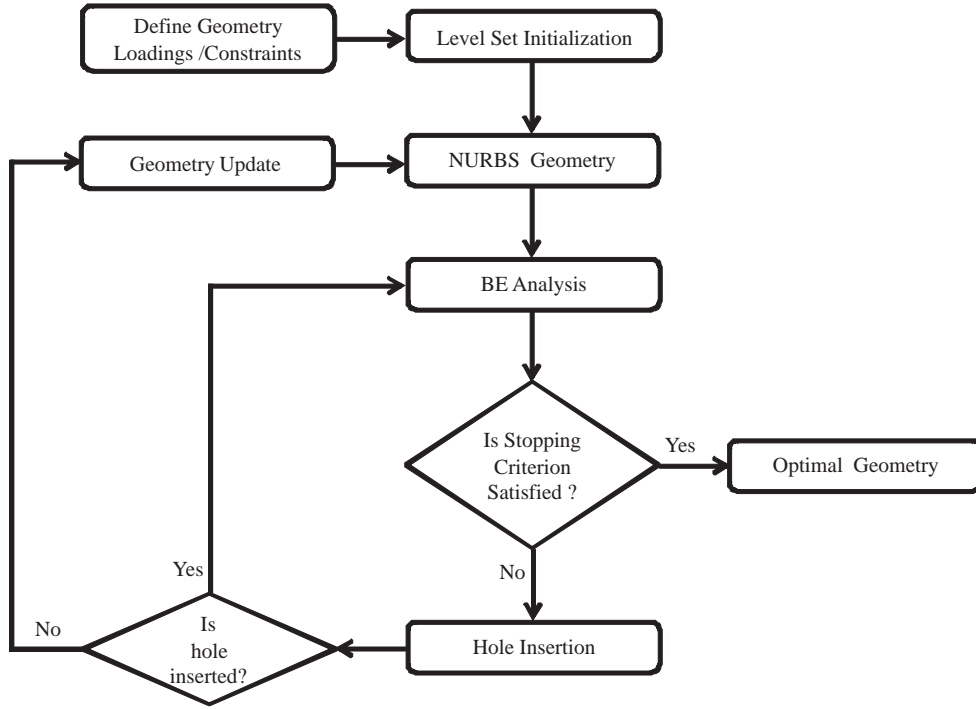 Define Geometry
Loadings /Constraints
Level Set Initialization
Geometry Update
NURBS Geometry
BE Analysis
Is Stopping
Criterion
Satisfied ?
Yes
Optimal Geometry
No
Hole Insertion
Is
hole
inserted?
Yes
No